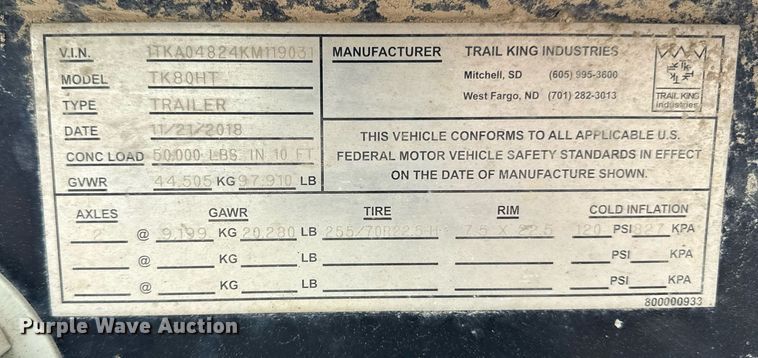 V.I.N. 1TKA04824KM119031
MODEL TK80HT
TYPE TRAILER
DATE 11/21/2018
CONC LOAD 50,000 LBS. IN 10 FT
GVWR 44,505 KG 97,910 LB
MANUFACTURER TRAIL KING INDUSTRIES
Mitchell, SD (605) 995-3600
West Fargo, ND (701) 282-3013
TK
TRAIL KING
industries
THIS VEHICLE CONFORMS TO ALL APPLICABLE U.S.
FEDERAL MOTOR VEHICLE SAFETY STANDARDS IN EFFECT
ON THE DATE OF MANUFACTURE SHOWN.
AXLES GAWR TIRE RIM COLD INFLATION
2 @ 9,199 KG 20,280 LB 255/70R22.5 H 7.5 X 22.5 120 PSI 827 KPA
@ KG LB PSI KPA
@ KG LB PSI KPA
800000933
Purple Wave Auction